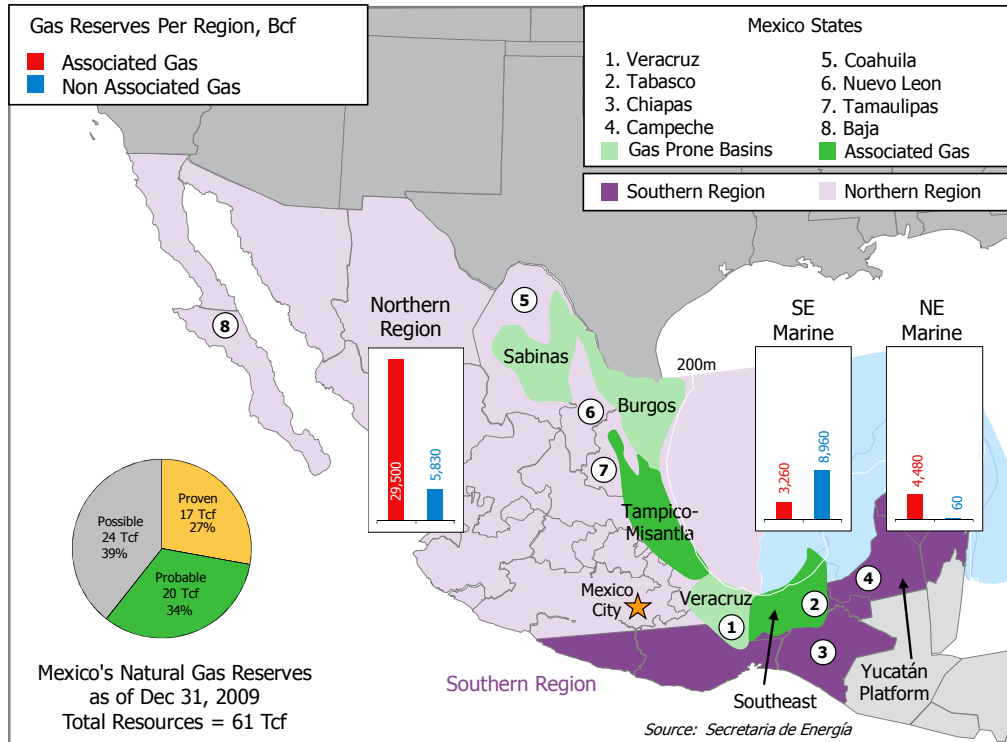 Gas Reserves Per Region, Bcf
Associated Gas
Non Associated Gas
Mexico States
1. Veracruz
2. Tabasco
3. Chiapas
4. Campeche
5. Coahuila
6. Nuevo Leon
7. Tamaulipas
8. Baja
Gas Prone Basins
Associated Gas
Southern Region
Northern Region
Northern
Region
29,500
5,830
SE
Marine
3,260
8,960
NE
Marine
4,480
60
200m
5
8
Sabinas
6
Burgos
7
Tampico-
Misantla
Mexico
City
Veracruz
1
2
4
3
Southeast
Yucatán
Platform
Southern Region
Proven
17 Tcf
27%
Possible
24 Tcf
39%
Probable
20 Tcf
34%
Mexico's Natural Gas Reserves
as of Dec 31, 2009
Total Resources = 61 Tcf
Source: Secretaria de Energía